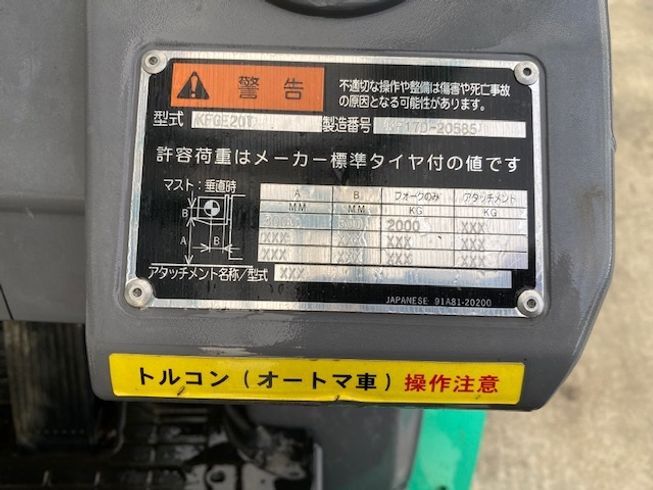 警告
不適切な操作や整備は傷害や死亡事故
の原因となる可能性があります。
型式 KFGE20T 製造番号
許容荷重はメーカー標準タイヤ付の値です
マスト:垂直時
A B フォークのみ アタッチメント
MM MM KG KG
2000 XXX
XXX XXX XXX XXX
XXX XXX XXX XXX
B
A B
アタッチメント名称/型式 XXX
JAPANESE 91A81-20200
トルコン(オートマ車)操作注意